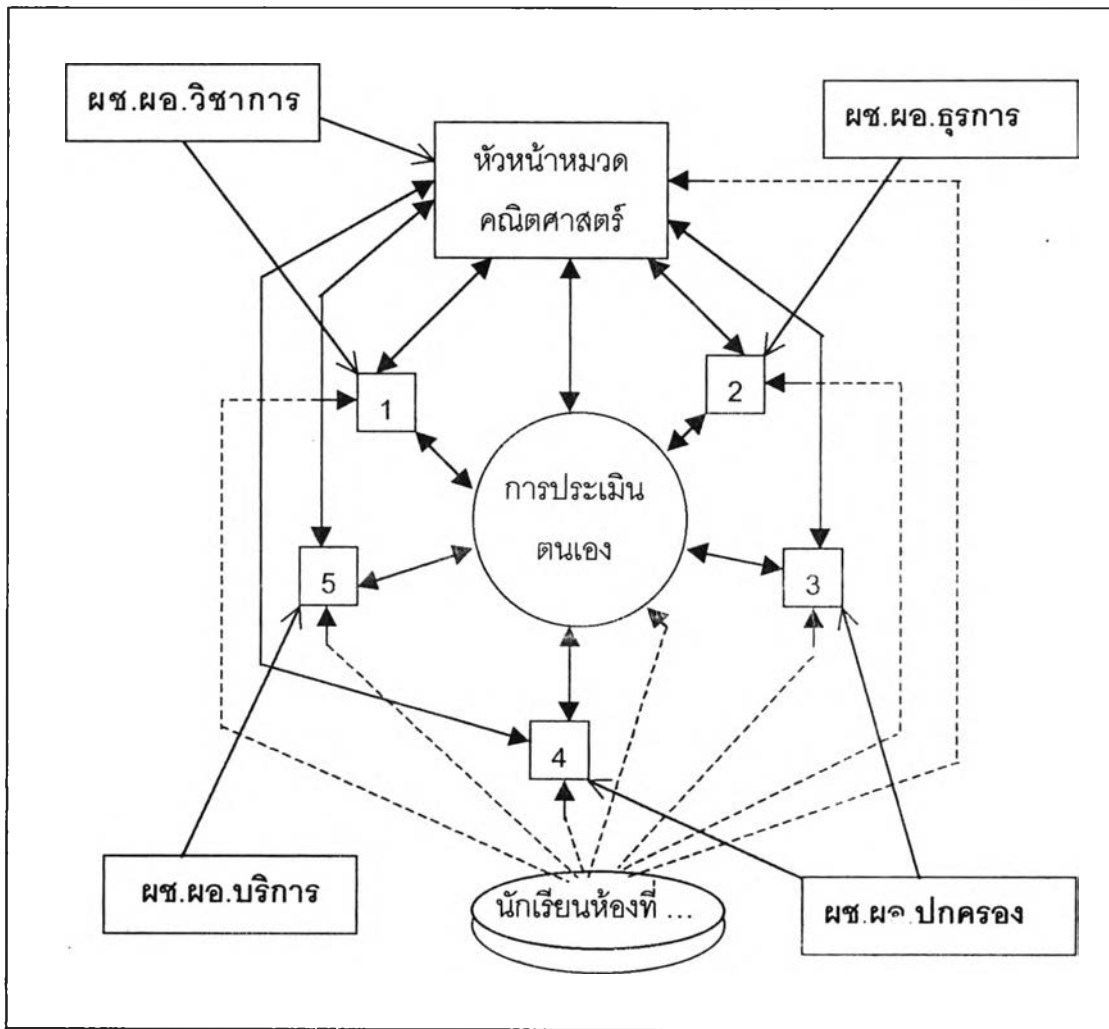 ผช.ผอ.วิชาการ
ผช.ผอ.ธุรการ
หัวหน้าหมวด
คณิตศาสตร์
1
2
การประเมิน
ตนเอง
5
3
4
ผช.ผอ.บริการ
นักเรียนห้องที่ ...
ผช.ผอ.ปกครอง